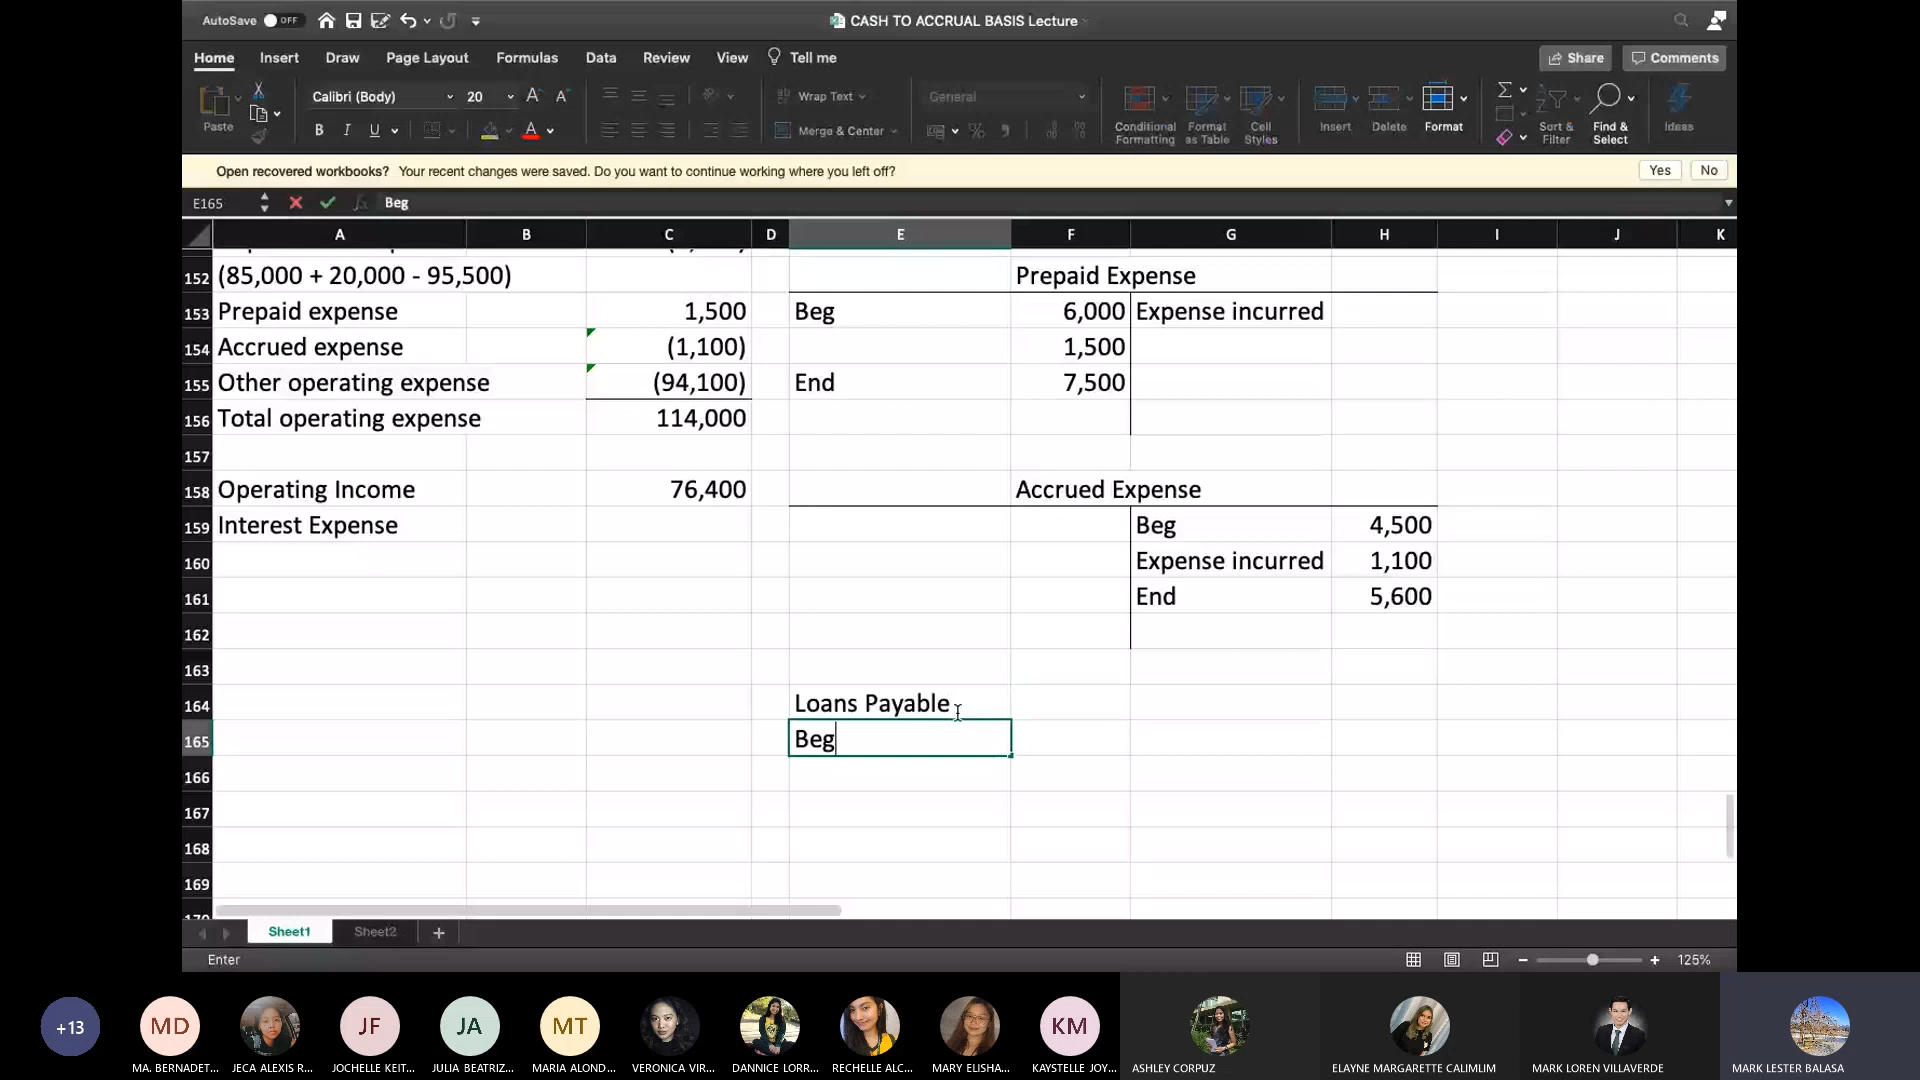 AutoSave OFF CASH TO ACCRUAL BASIS Lecture
Home Insert Draw Page Layout Formulas Data Review View Tell me Share Comments
Paste Calibri (Body) 20 A A Wrap Text General
B I U A Merge & Center Conditional Formatting Format as Table Cell Styles Insert Delete Format Sort & Filter Find & Select Ideas
Open recovered workbooks? Your recent changes were saved. Do you want to continue working where you left off? Yes No
E165 fx Beg
A B C D E F G H I J K
152 (85,000 + 20,000 - 95,500) Prepaid Expense
153 Prepaid expense 1,500 Beg 6,000 Expense incurred
154 Accrued expense (1,100) 1,500
155 Other operating expense (94,100) End 7,500
156 Total operating expense 114,000
157
158 Operating Income 76,400 Accrued Expense
159 Interest Expense Beg 4,500
160 Expense incurred 1,100
161 End 5,600
162
163
164 Loans Payable
165 Beg
166
167
168
169
Sheet1 Sheet2 +
Enter 125%
+13 MD JF JA MT KM
MA. BERNADET... JECA ALEXIS R... JOCHELLE KEIT... JULIA BEATRIZ... MARIA ALOND... VERONICA VIR... DANNICE LORR... RECHELLE ALC... MARY ELISHA... KAYSTELLE JOY... ASHLEY CORPUZ ELAYNE MARGARETTE CALIMLIM MARK LOREN VILLAVERDE MARK LESTER BALASA